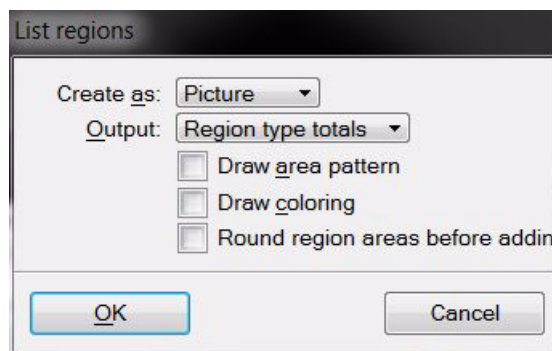 List regions
Create as: Picture
Output: Region type totals
Draw area pattern
Draw coloring
Round region areas before addin
OK Cancel